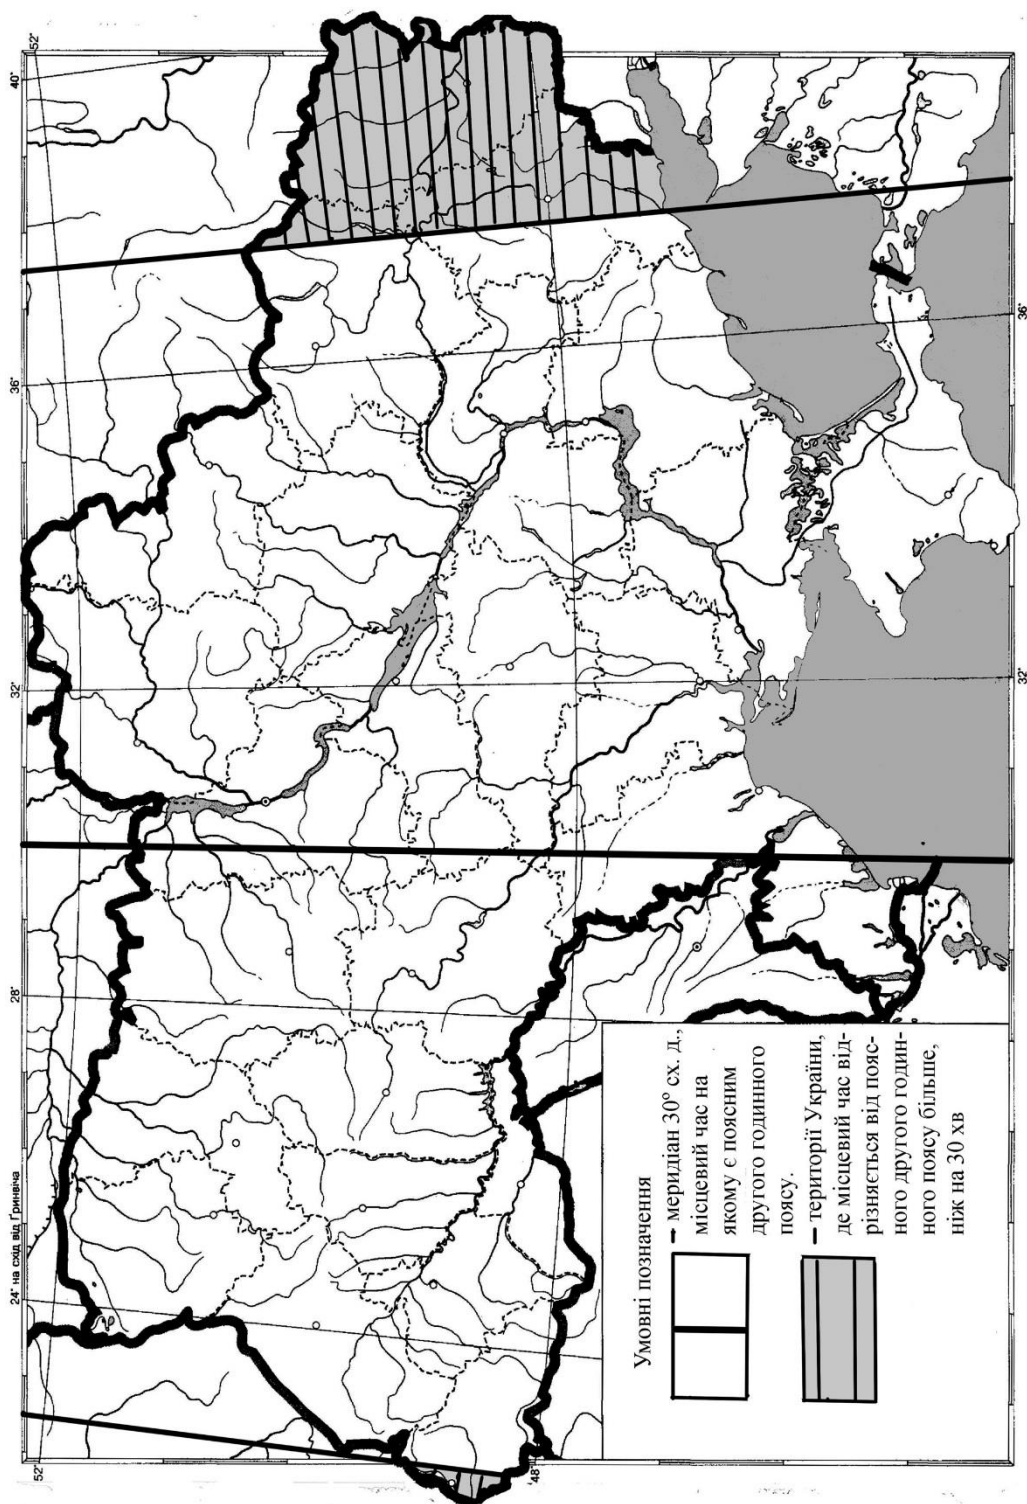 24° на схід від Ґринвіча
28°
32°
36°
40°
52°
52°
48°
32°
36°
Умовні позначення
– меридіан 30° сх. д.,
місцевий час на
якому є поясним
другого годинного
поясу.
– території України,
де місцевий час від-
різняється від пояс-
ного другого годин-
ного поясу більше,
ніж на 30 хв